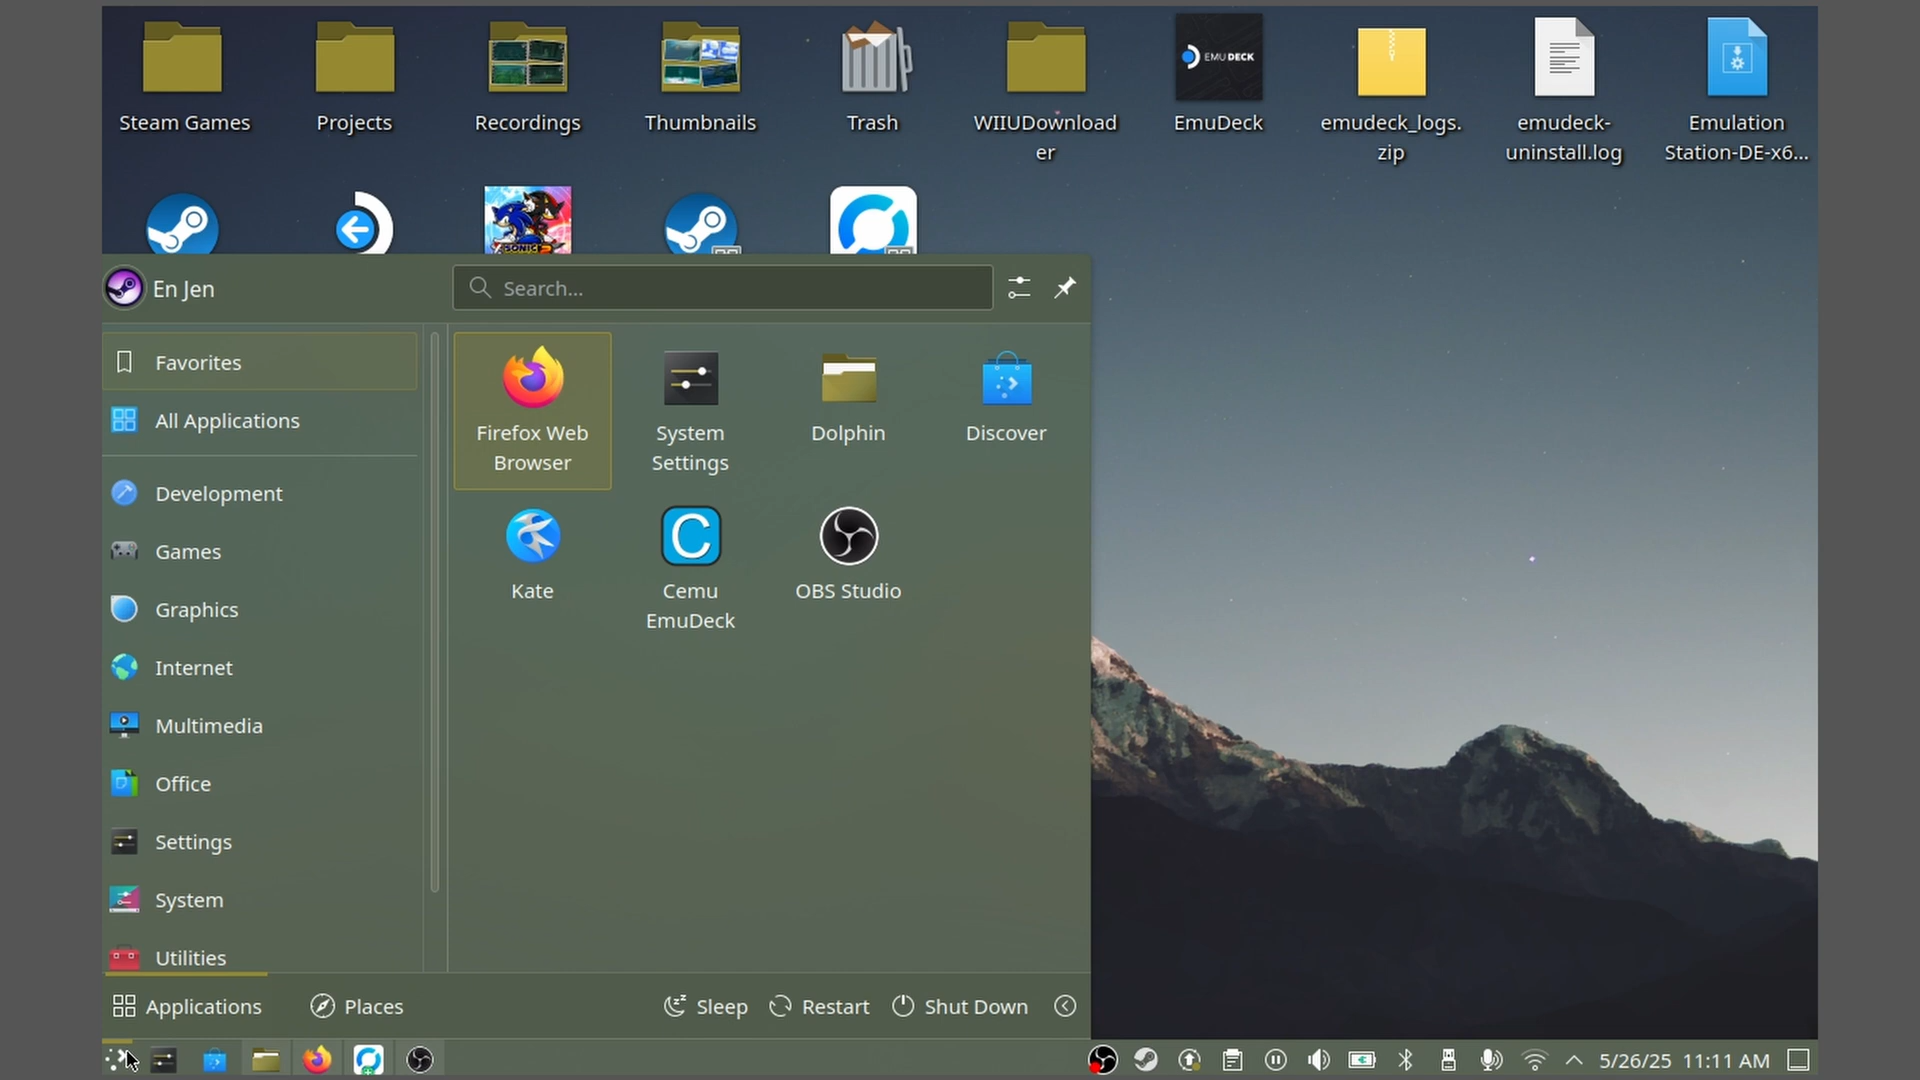 Steam Games
Projects
Recordings
Thumbnails
Trash
WIIUDownload
er
EMUDECK
EmuDeck
emudeck_logs.
zip
emudeck-
uninstall.log
Emulation
Station-DE-x6...
SONIC
En Jen
Search...
Favorites
All Applications
Development
Games
Graphics
Internet
Multimedia
Office
Settings
System
Utilities
Firefox Web
Browser
System
Settings
Dolphin
Discover
Kate
C
Cemu
EmuDeck
OBS Studio
Applications
Places
Sleep
Restart
Shut Down
5/26/25 11:11 AM